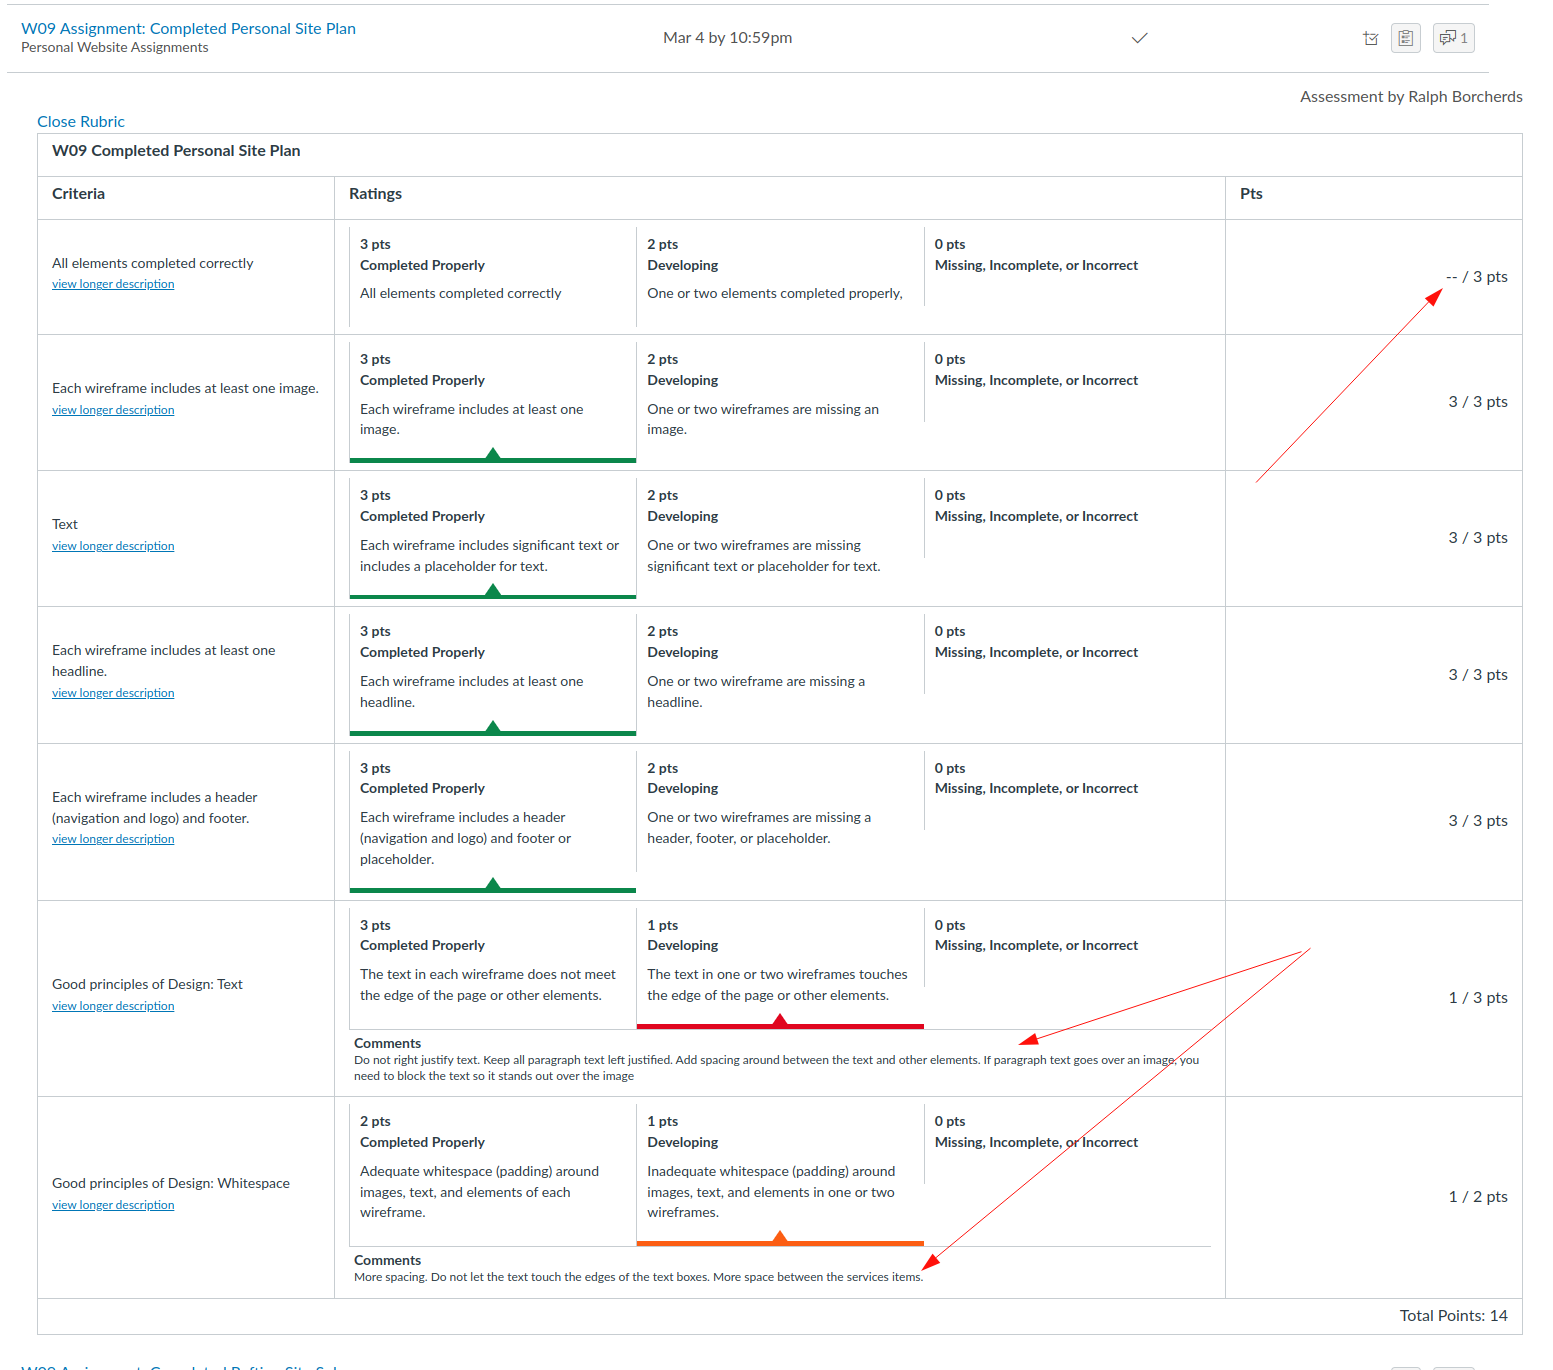 W09 Assignment: Completed Personal Site Plan
Personal Website Assignments
Mar 4 by 10:59pm
1
Assessment by Ralph Borcherds
Close Rubric
W09 Completed Personal Site Plan
Criteria
Ratings
Pts
All elements completed correctly
view longer description
3 pts
Completed Properly
All elements completed correctly
2 pts
Developing
One or two elements completed properly,
0 pts
Missing, Incomplete, or Incorrect
-- / 3 pts
Each wireframe includes at least one image.
view longer description
3 pts
Completed Properly
Each wireframe includes at least one
image.
2 pts
Developing
One or two wireframes are missing an
image.
0 pts
Missing, Incomplete, or Incorrect
3 / 3 pts
Text
view longer description
3 pts
Completed Properly
Each wireframe includes significant text or
includes a placeholder for text.
2 pts
Developing
One or two wireframes are missing
significant text or placeholder for text.
0 pts
Missing, Incomplete, or Incorrect
3 / 3 pts
Each wireframe includes at least one
headline.
view longer description
3 pts
Completed Properly
Each wireframe includes at least one
headline.
2 pts
Developing
One or two wireframe are missing a
headline.
0 pts
Missing, Incomplete, or Incorrect
3 / 3 pts
Each wireframe includes a header
(navigation and logo) and footer.
view longer description
3 pts
Completed Properly
Each wireframe includes a header
(navigation and logo) and footer or
placeholder.
2 pts
Developing
One or two wireframes are missing a
header, footer, or placeholder.
0 pts
Missing, Incomplete, or Incorrect
3 / 3 pts
Good principles of Design: Text
view longer description
3 pts
Completed Properly
The text in each wireframe does not meet
the edge of the page or other elements.
1 pts
Developing
The text in one or two wireframes touches
the edge of the page or other elements.
0 pts
Missing, Incomplete, or Incorrect
Comments
Do not right justify text. Keep all paragraph text left justified. Add spacing around between the text and other elements. If paragraph text goes over an image, you
need to block the text so it stands out over the image
1 / 3 pts
Good principles of Design: Whitespace
view longer description
2 pts
Completed Properly
Adequate whitespace (padding) around
images, text, and elements of each
wireframe.
1 pts
Developing
Inadequate whitespace (padding) around
images, text, and elements in one or two
wireframes.
0 pts
Missing, Incomplete, or Incorrect
Comments
More spacing. Do not let the text touch the edges of the text boxes. More space between the services items.
1 / 2 pts
Total Points: 14